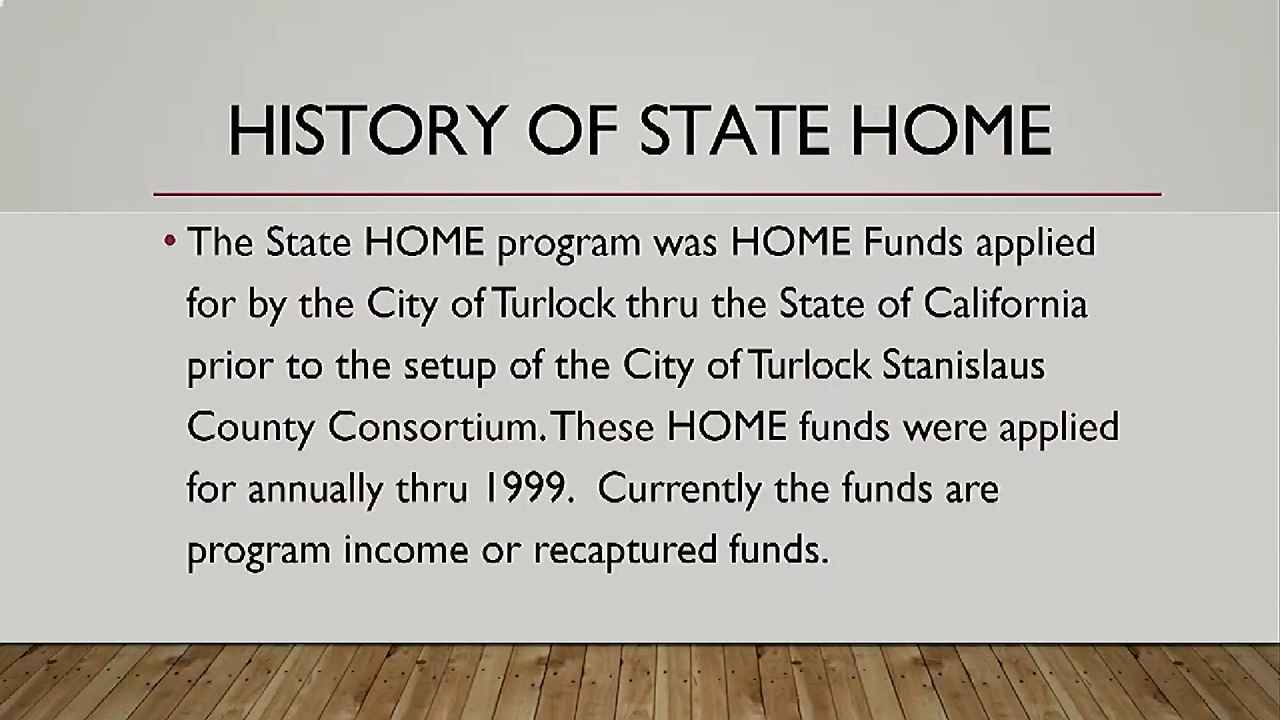 HISTORY OF STATE HOME
• The State HOME program was HOME Funds applied
for by the City of Turlock thru the State of California
prior to the setup of the City of Turlock Stanislaus
County Consortium. These HOME funds were applied
for annually thru 1999.  Currently the funds are
program income or recaptured funds.